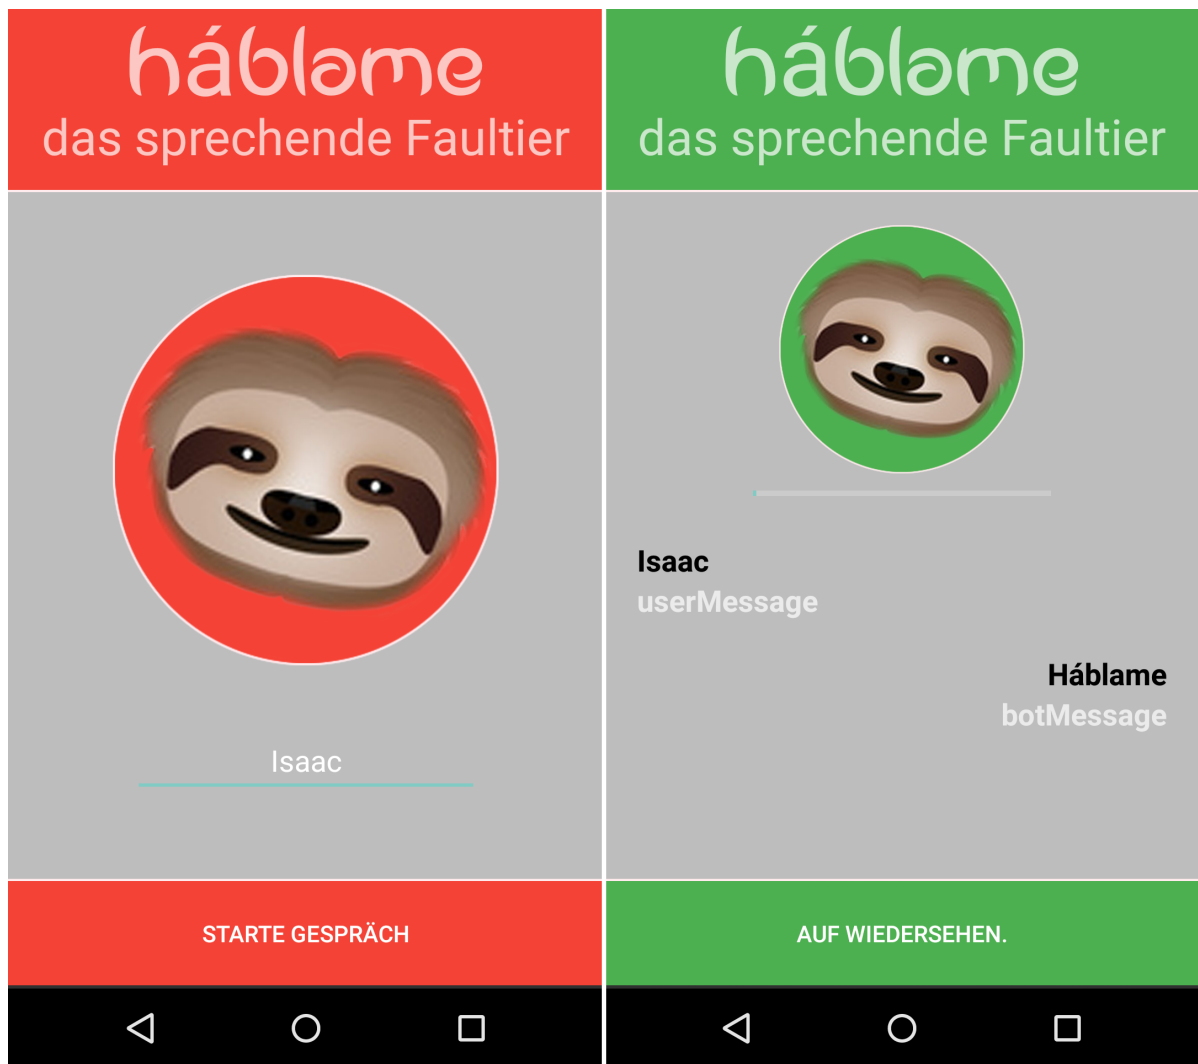 háblame
das sprechende Faultier
Isaac
STARTE GESPRÄCH
háblame
das sprechende Faultier
Isaac
userMessage
Háblame
botMessage
AUF WIEDERSEHEN.